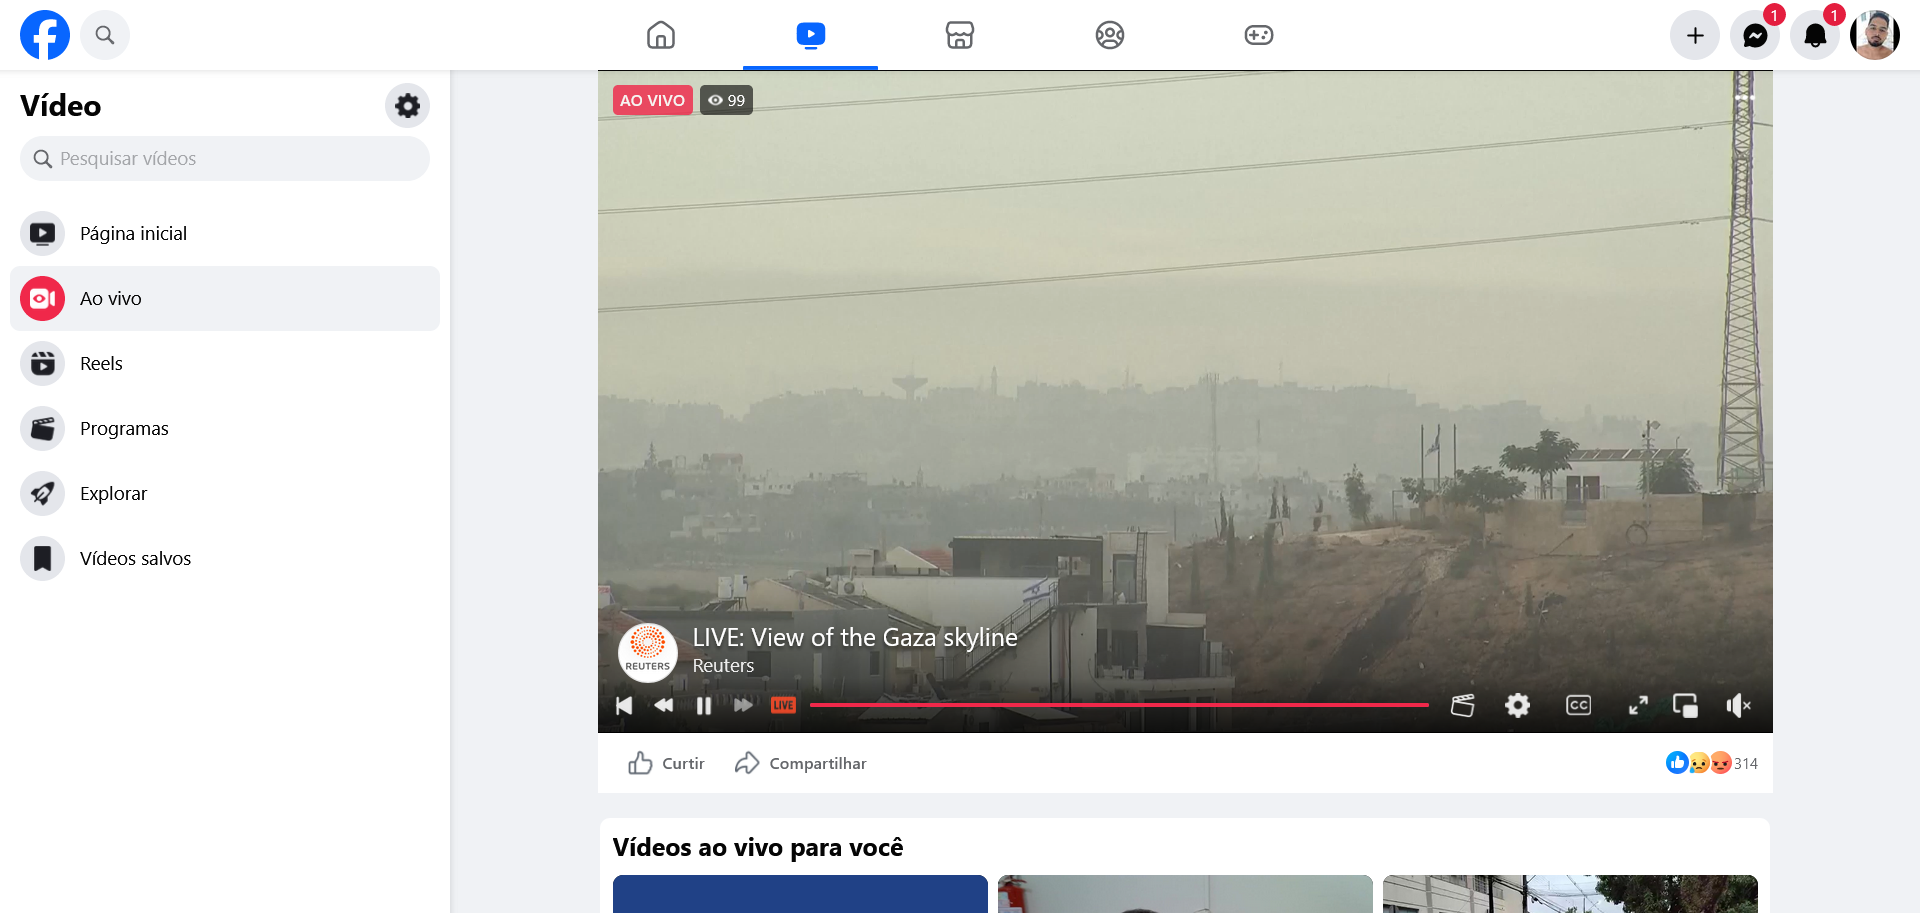 1
1
Vídeo
Pesquisar vídeos
Página inicial
Ao vivo
Reels
Programas
Explorar
Vídeos salvos
AO VIVO
99
LIVE: View of the Gaza skyline
REUTERS
Reuters
LIVE
CC
Curtir
Compartilhar
314
Vídeos ao vivo para você